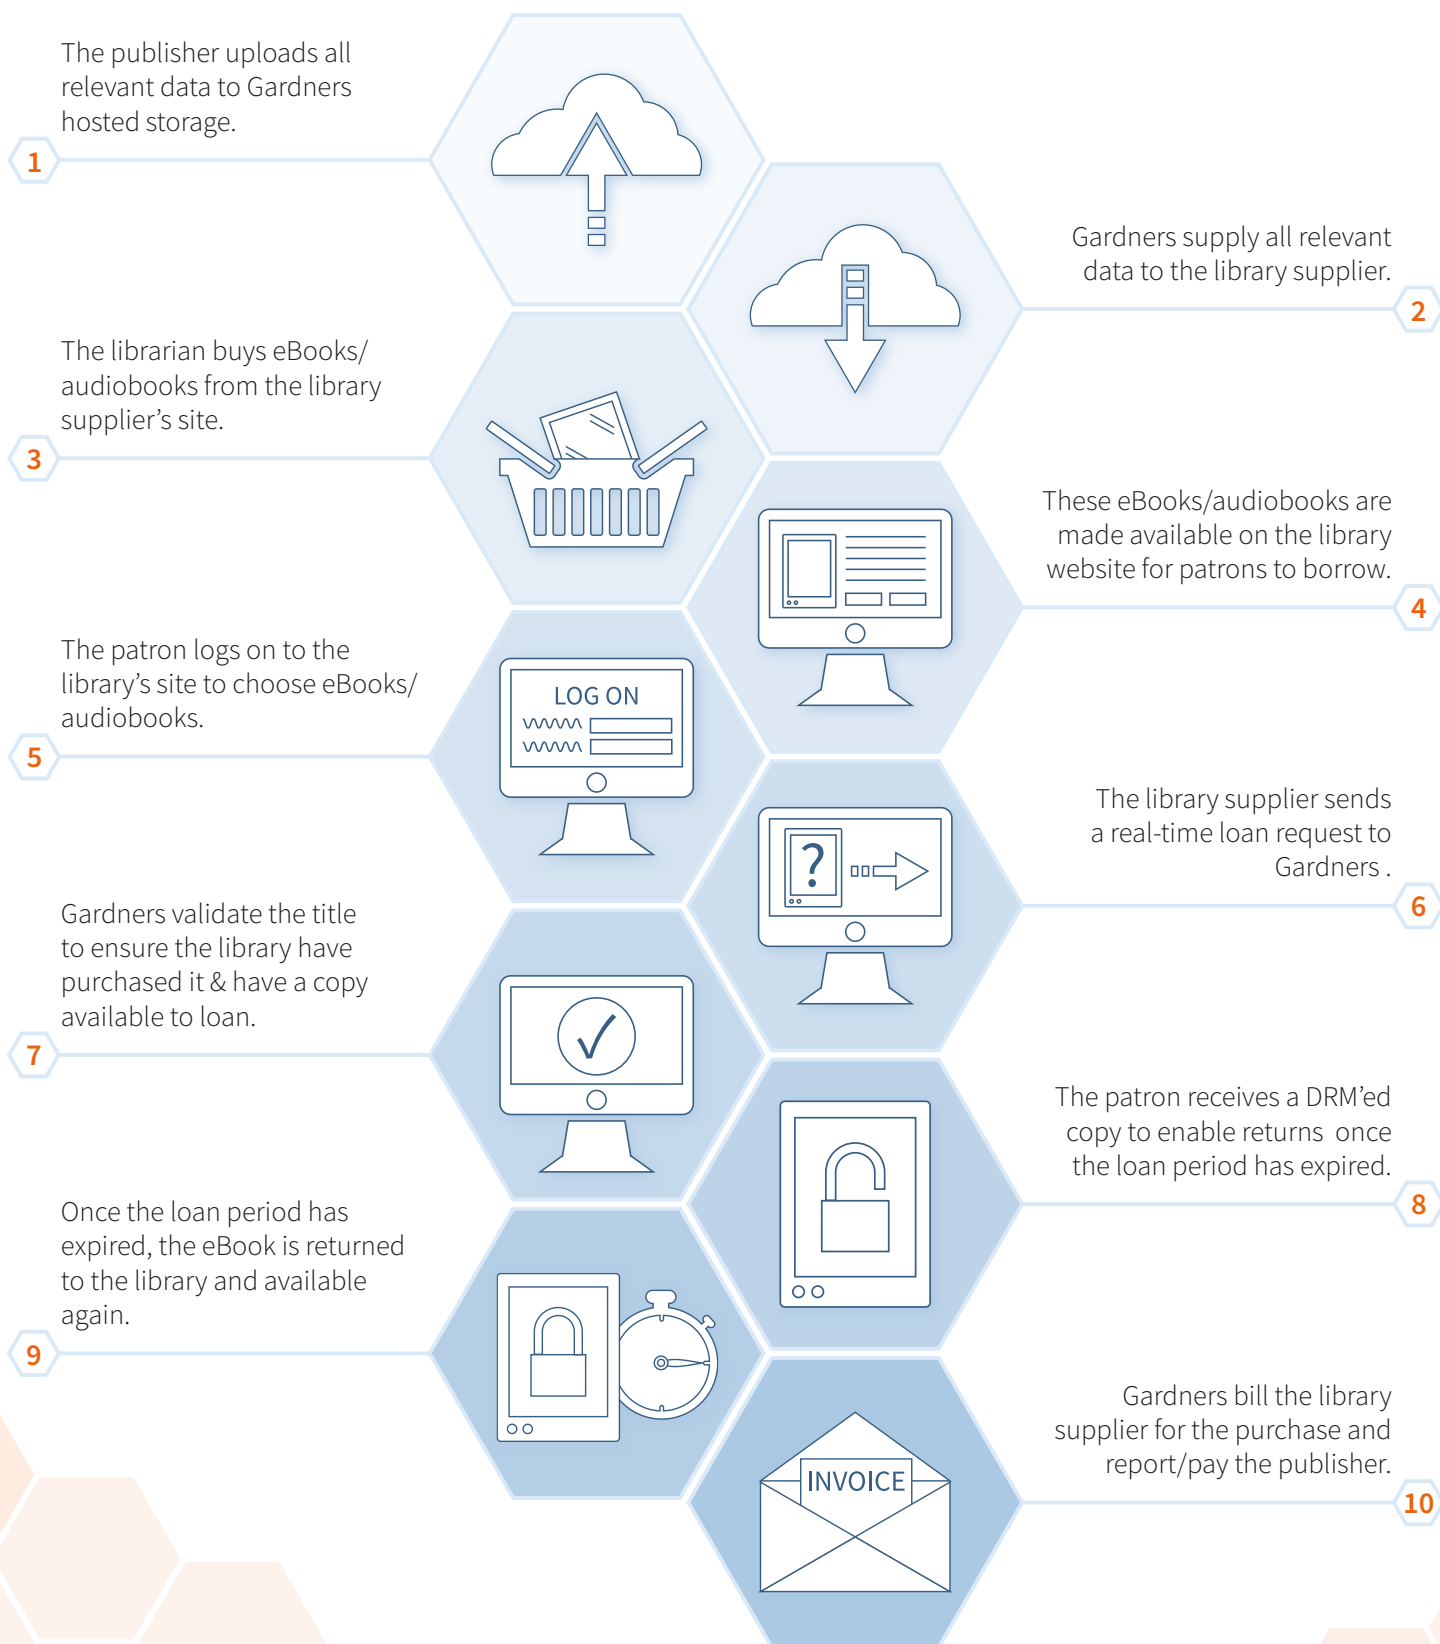 The publisher uploads all
relevant data to Gardners
hosted storage.
1
Gardners supply all relevant
data to the library supplier.
2
The librarian buys eBooks/
audiobooks from the library
supplier’s site.
3
These eBooks/audiobooks are
made available on the library
website for patrons to borrow.
4
The patron logs on to the
library’s site to choose eBooks/
audiobooks.
5
LOG ON
The library supplier sends
a real-time loan request to
Gardners .
6
?
Gardners validate the title
to ensure the library have
purchased it & have a copy
available to loan.
7
The patron receives a DRM’ed
copy to enable returns  once
the loan period has expired.
8
Once the loan period has
expired, the eBook is returned
to the library and available
again.
9
Gardners bill the library
supplier for the purchase and
report/pay the publisher.
10
INVOICE